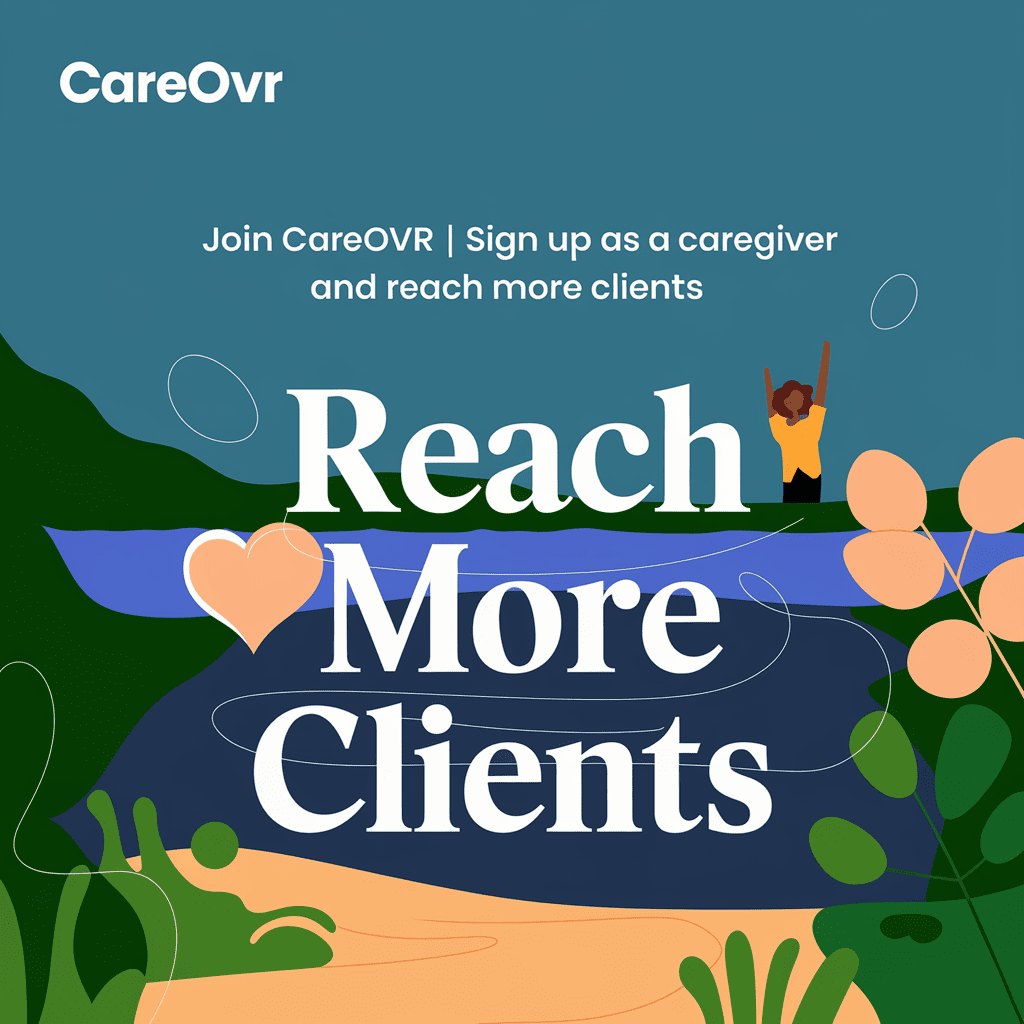 CareOvr
Join CareOVR | Sign up as a caregiver
and reach more clients
Reach
More
Clients